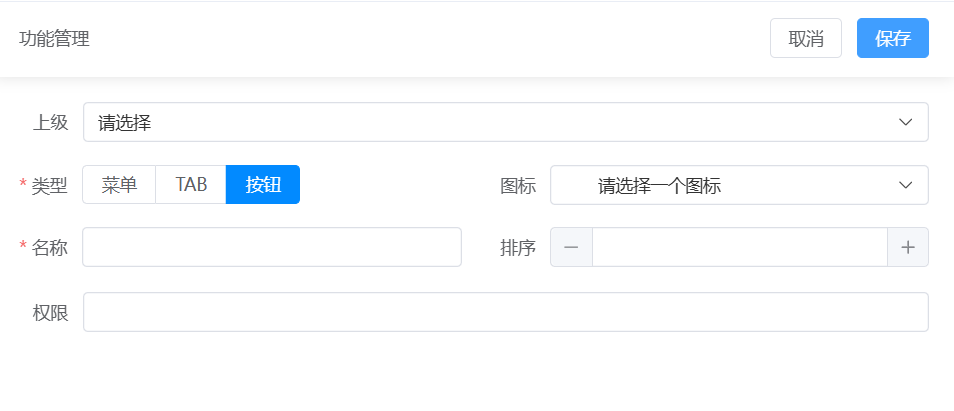 功能管理 取消 保存
上级 请选择
* 类型 菜单 TAB 按钮 图标 请选择一个图标
* 名称 排序
权限